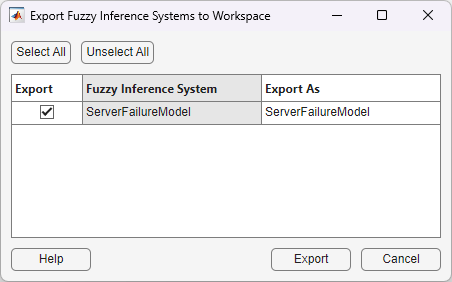 Export Fuzzy Inference Systems to Workspace
Select All
Unselect All
Export
Fuzzy Inference System
Export As
ServerFailureModel
ServerFailureModel
Help
Export
Cancel